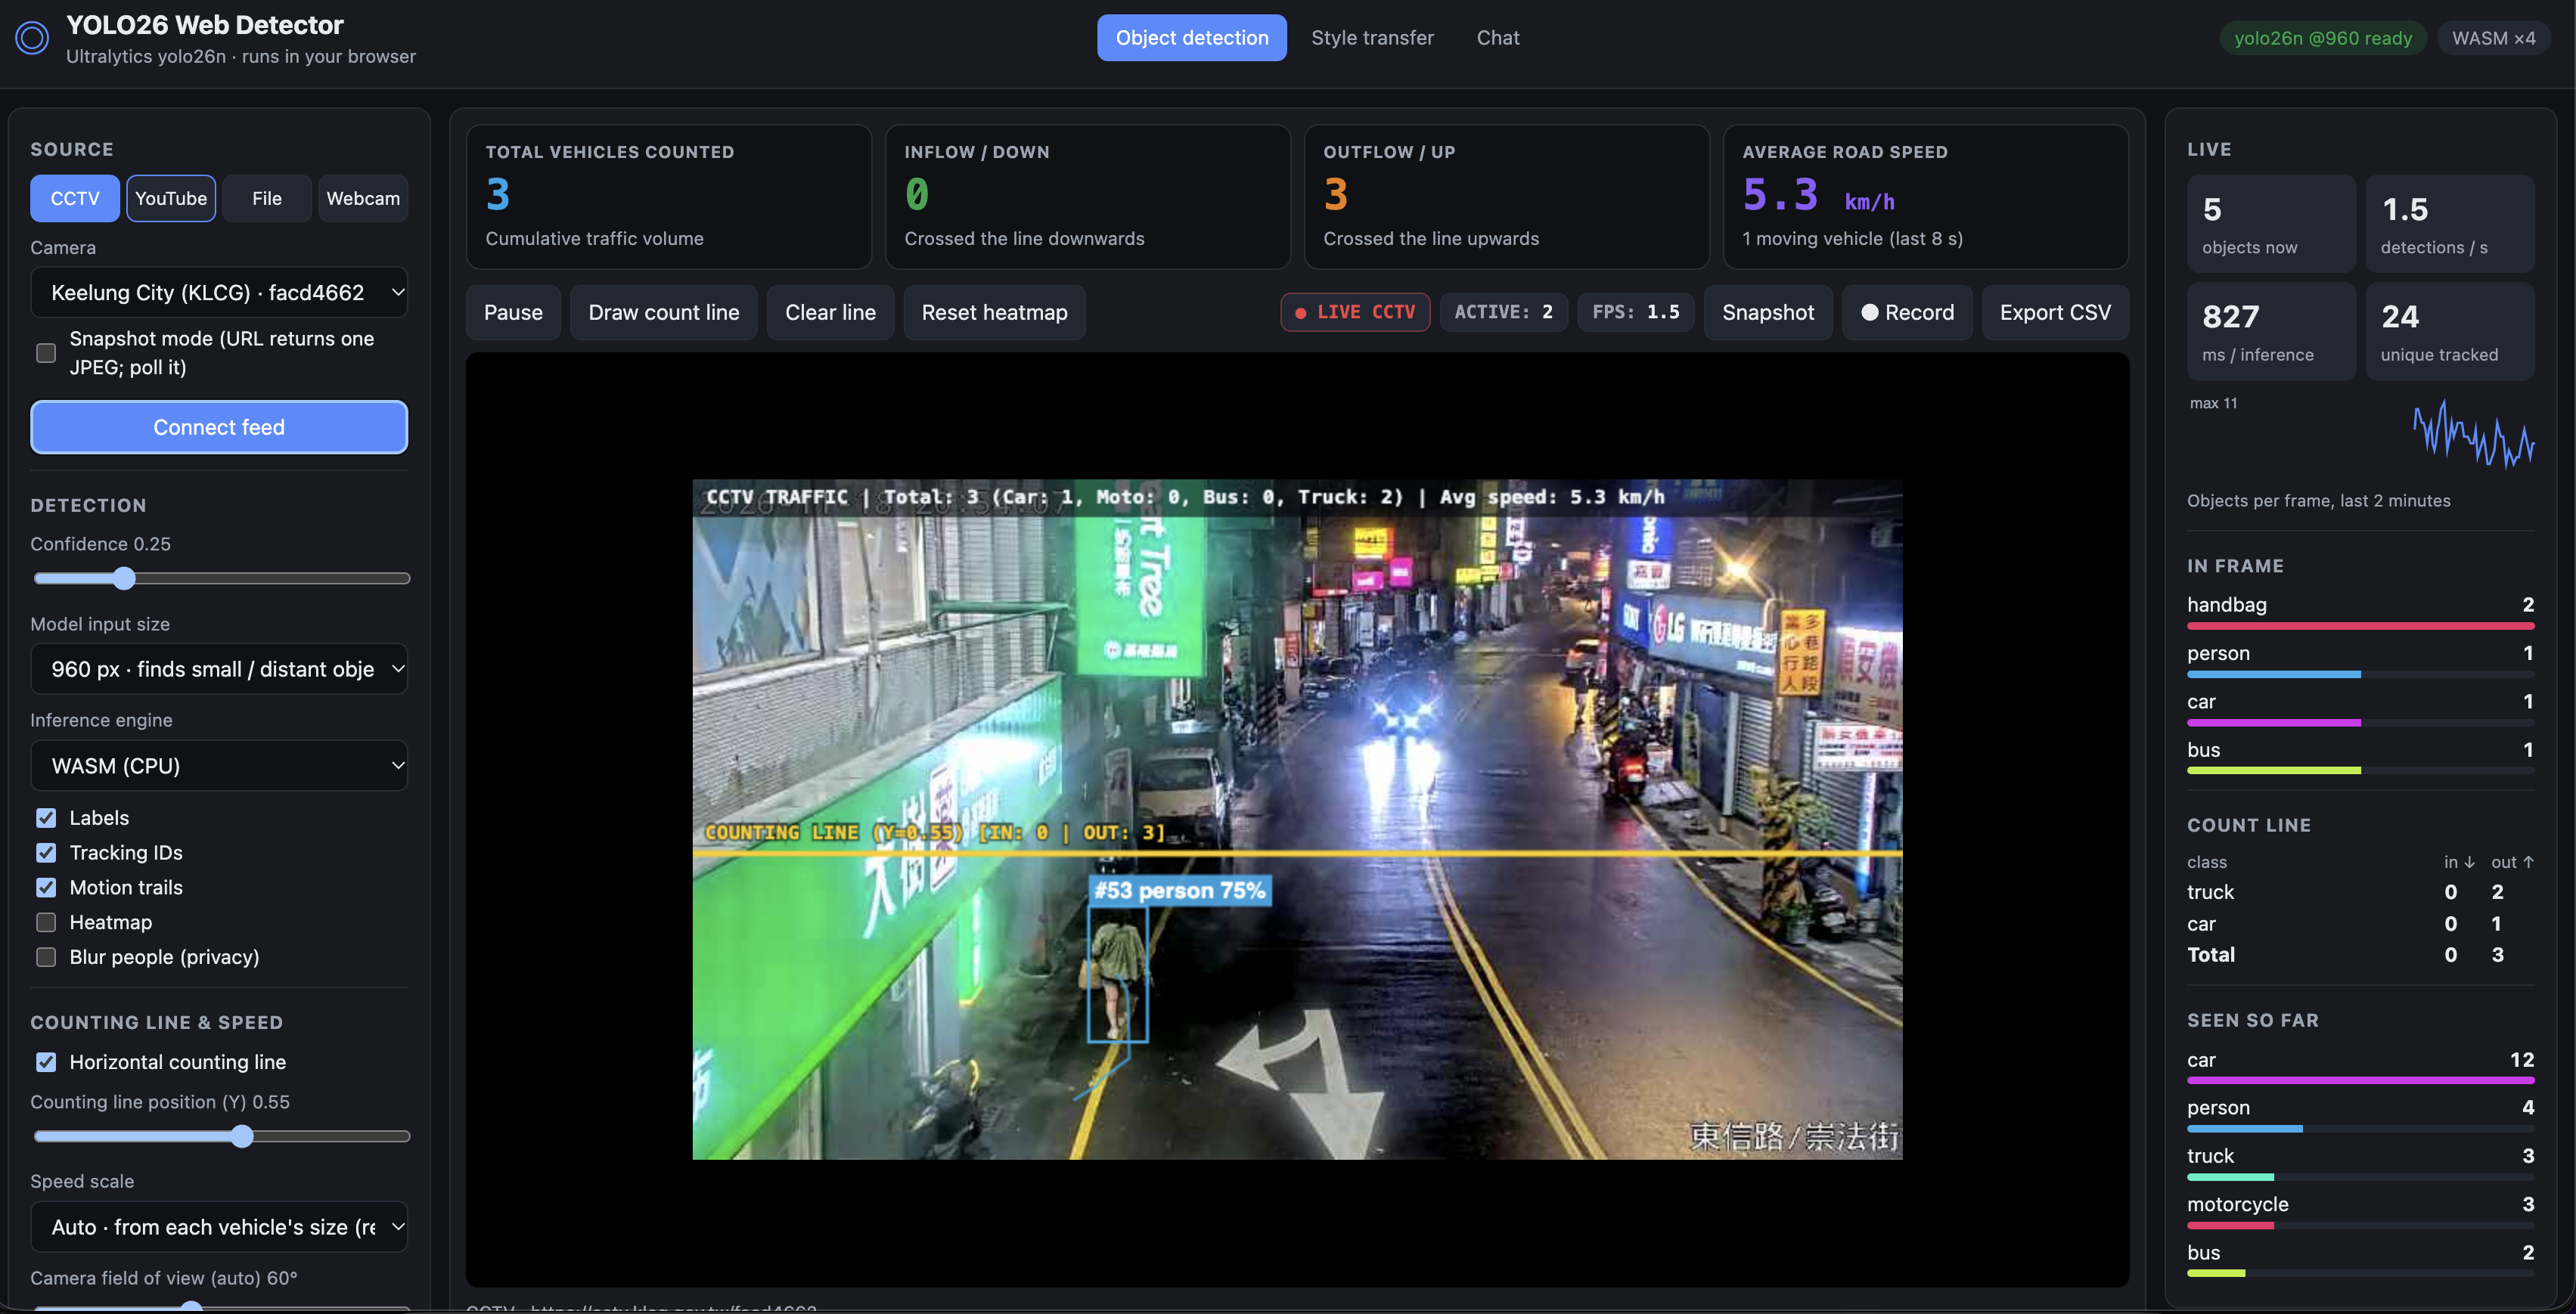 YOLO26 Web Detector
Ultralytics yolo26n · runs in your browser
Object detection
Style transfer
Chat
yolo26n @960 ready
WASM ×4
SOURCE
CCTV
YouTube
File
Webcam
Camera
Keelung City (KLCG) · facd4662
Snapshot mode (URL returns one
JPEG; poll it)
Connect feed
DETECTION
Confidence 0.25
Model input size
960 px · finds small / distant obje
Inference engine
WASM (CPU)
Labels
Tracking IDs
Motion trails
Heatmap
Blur people (privacy)
COUNTING LINE & SPEED
Horizontal counting line
Counting line position (Y) 0.55
Speed scale
Auto · from each vehicle's size (re
Camera field of view (auto) 60°
TOTAL VEHICLES COUNTED
3
Cumulative traffic volume
INFLOW / DOWN
0
Crossed the line downwards
OUTFLOW / UP
3
Crossed the line upwards
AVERAGE ROAD SPEED
5.3 km/h
1 moving vehicle (last 8 s)
Pause
Draw count line
Clear line
Reset heatmap
LIVE CCTV
ACTIVE: 2
FPS: 1.5
Snapshot
Record
Export CSV
CCTV TRAFFIC | Total: 3 (Car: 1, Moto: 0, Bus: 0, Truck: 2) | Avg speed: 5.3 km/h
Tree
LG
多巷路段
心行人
COUNTING LINE (Y=0.55) [IN: 0 | OUT: 3]
#53 person 75%
東信路/崇法街
LIVE
5
objects now
1.5
detections / s
827
ms / inference
24
unique tracked
max 11
Objects per frame, last 2 minutes
IN FRAME
handbag 2
person 1
car 1
bus 1
COUNT LINE
class in ↓ out ↑
truck 0 2
car 0 1
Total 0 3
SEEN SO FAR
car 12
person 4
truck 3
motorcycle 3
bus 2